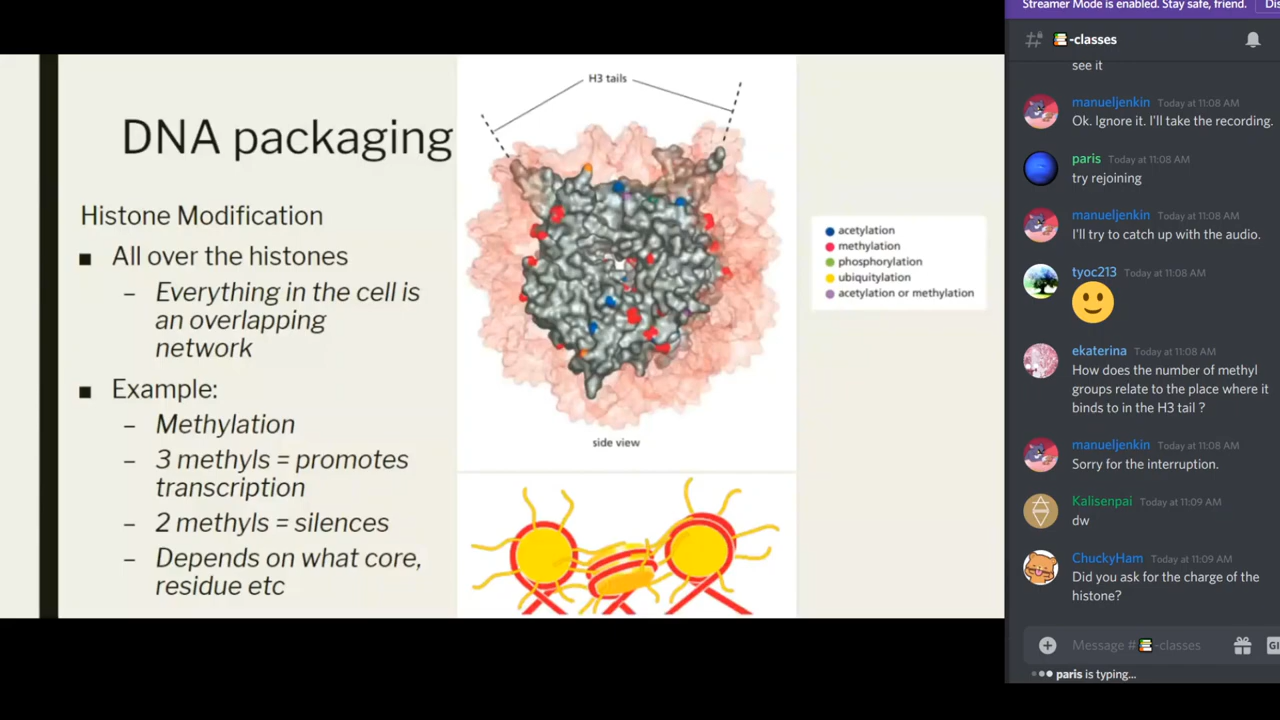 DNA packaging
Histone Modification
■ All over the histones
– Everything in the cell is
an overlapping
network
■ Example:
– Methylation
– 3 methyls = promotes
transcription
– 2 methyls = silences
– Depends on what core,
residue etc
H3 tails
side view
acetylation
methylation
phosphorylation
ubiquitylation
acetylation or methylation
Streamer Mode is enabled. Stay safe, friend. Dis
-classes
see it
manueljenkin Today at 11:08 AM
Ok. Ignore it. I'll take the recording.
paris Today at 11:08 AM
try rejoining
manueljenkin Today at 11:08 AM
I'll try to catch up with the audio.
tyoc213 Today at 11:08 AM
ekaterina Today at 11:08 AM
How does the number of methyl
groups relate to the place where it
binds to in the H3 tail ?
manueljenkin Today at 11:08 AM
Sorry for the interruption.
Kalisenpai Today at 11:09 AM
dw
ChuckyHam Today at 11:09 AM
Did you ask for the charge of the
histone?
Message # -classes
GI
paris is typing...